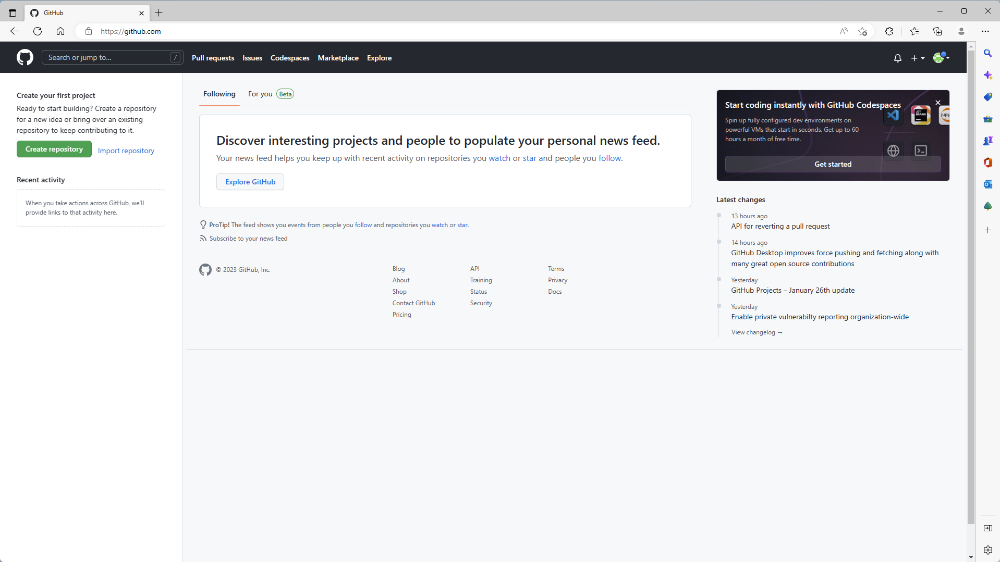 GitHub
https://github.com
Search or jump to... /
Pull requests Issues Codespaces Marketplace Explore
Create your first project
Ready to start building? Create a repository
for a new idea or bring over an existing
repository to keep contributing to it.
Create repository Import repository
Recent activity
When you take actions across GitHub, we'll
provide links to that activity here.
Following For you Beta
Discover interesting projects and people to populate your personal news feed.
Your news feed helps you keep up with recent activity on repositories you watch or star and people you follow.
Explore GitHub
ProTip! The feed shows you events from people you follow and repositories you watch or star.
Subscribe to your news feed
© 2023 GitHub, Inc.
Blog
About
Shop
Contact GitHub
Pricing
API
Training
Status
Security
Terms
Privacy
Docs
Start coding instantly with GitHub Codespaces
Spin up fully configured dev environments on
powerful VMs that start in seconds. Get up to 60
hours a month of free time.
JET
BRAINS
jupy
Get started
Latest changes
13 hours ago
API for reverting a pull request
14 hours ago
GitHub Desktop improves force pushing and fetching along with
many great open source contributions
Yesterday
GitHub Projects – January 26th update
Yesterday
Enable private vulnerabilty reporting organization-wide
View changelog →